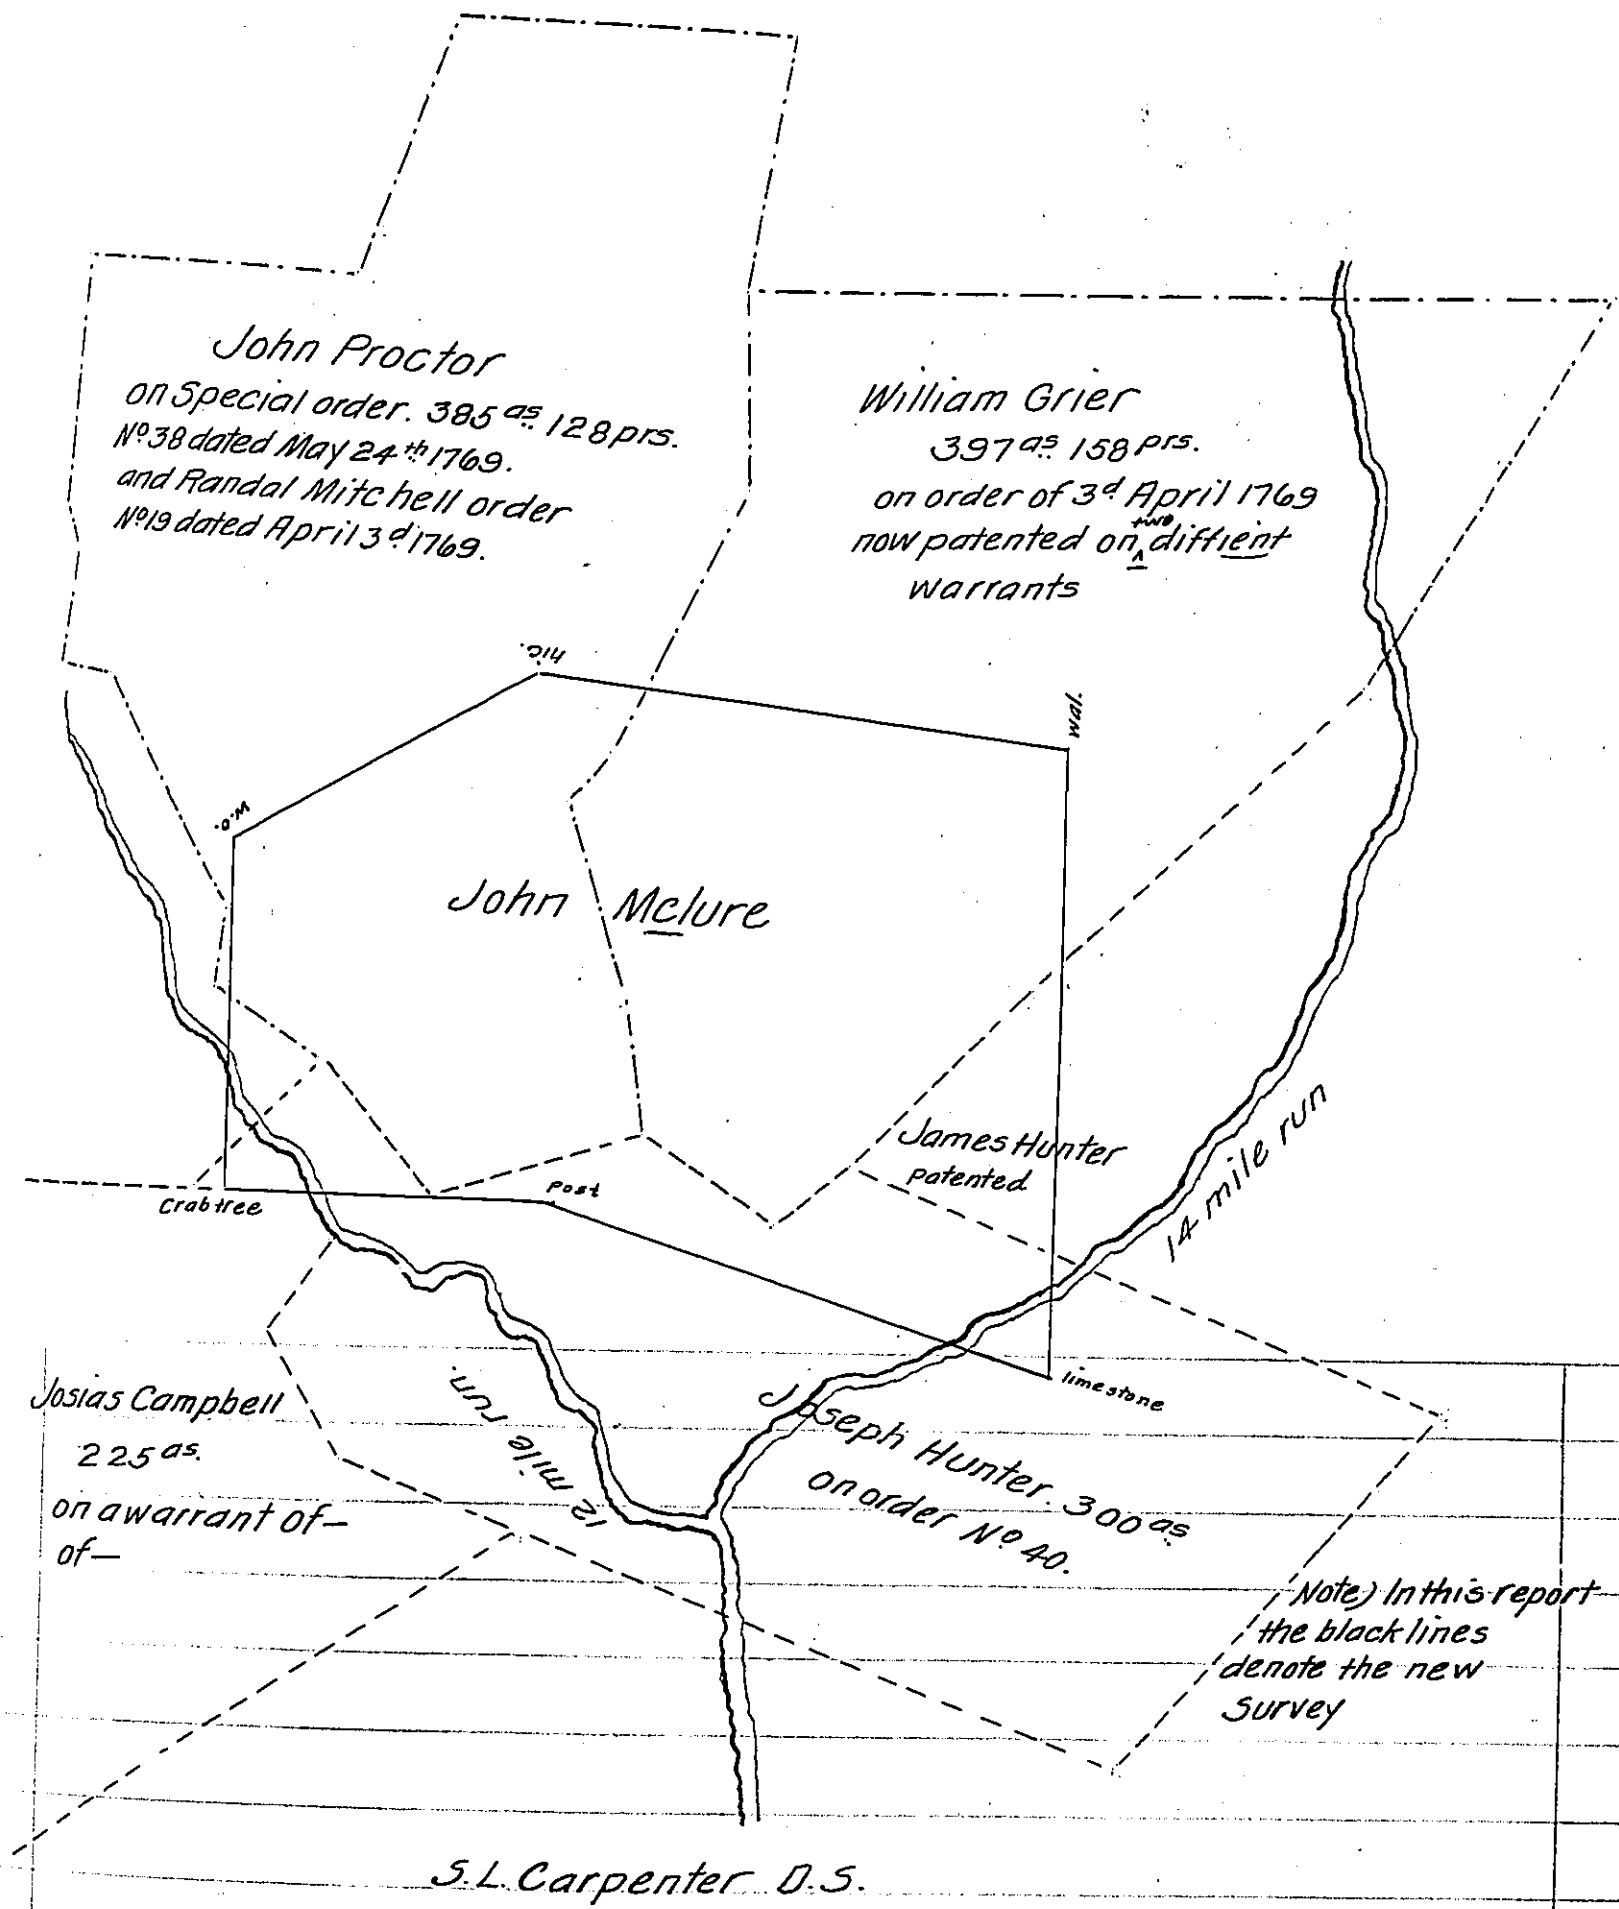 John Proctor
on Special order. 385 as. 128 prs.
No 38 dated May 24th 1769.
and Randal Mitchell order
No 19 dated April 3d 1769.
William Grier
397 as. 158 prs.
on order of 3d April 1769
now patented on two diffient
warrants
hic.
wal.
w.o.
John Mclure
James Hunter
Patented
14 mile run
Crabtree
Post
limestone
Josias Campbell
225 as.
on a warrant of—
of—
12 mile run.
Joseph Hunter. 300 as
on order No 40.
Note) In this report
the black lines
denote the new
Survey
S.L. Carpenter D.S.